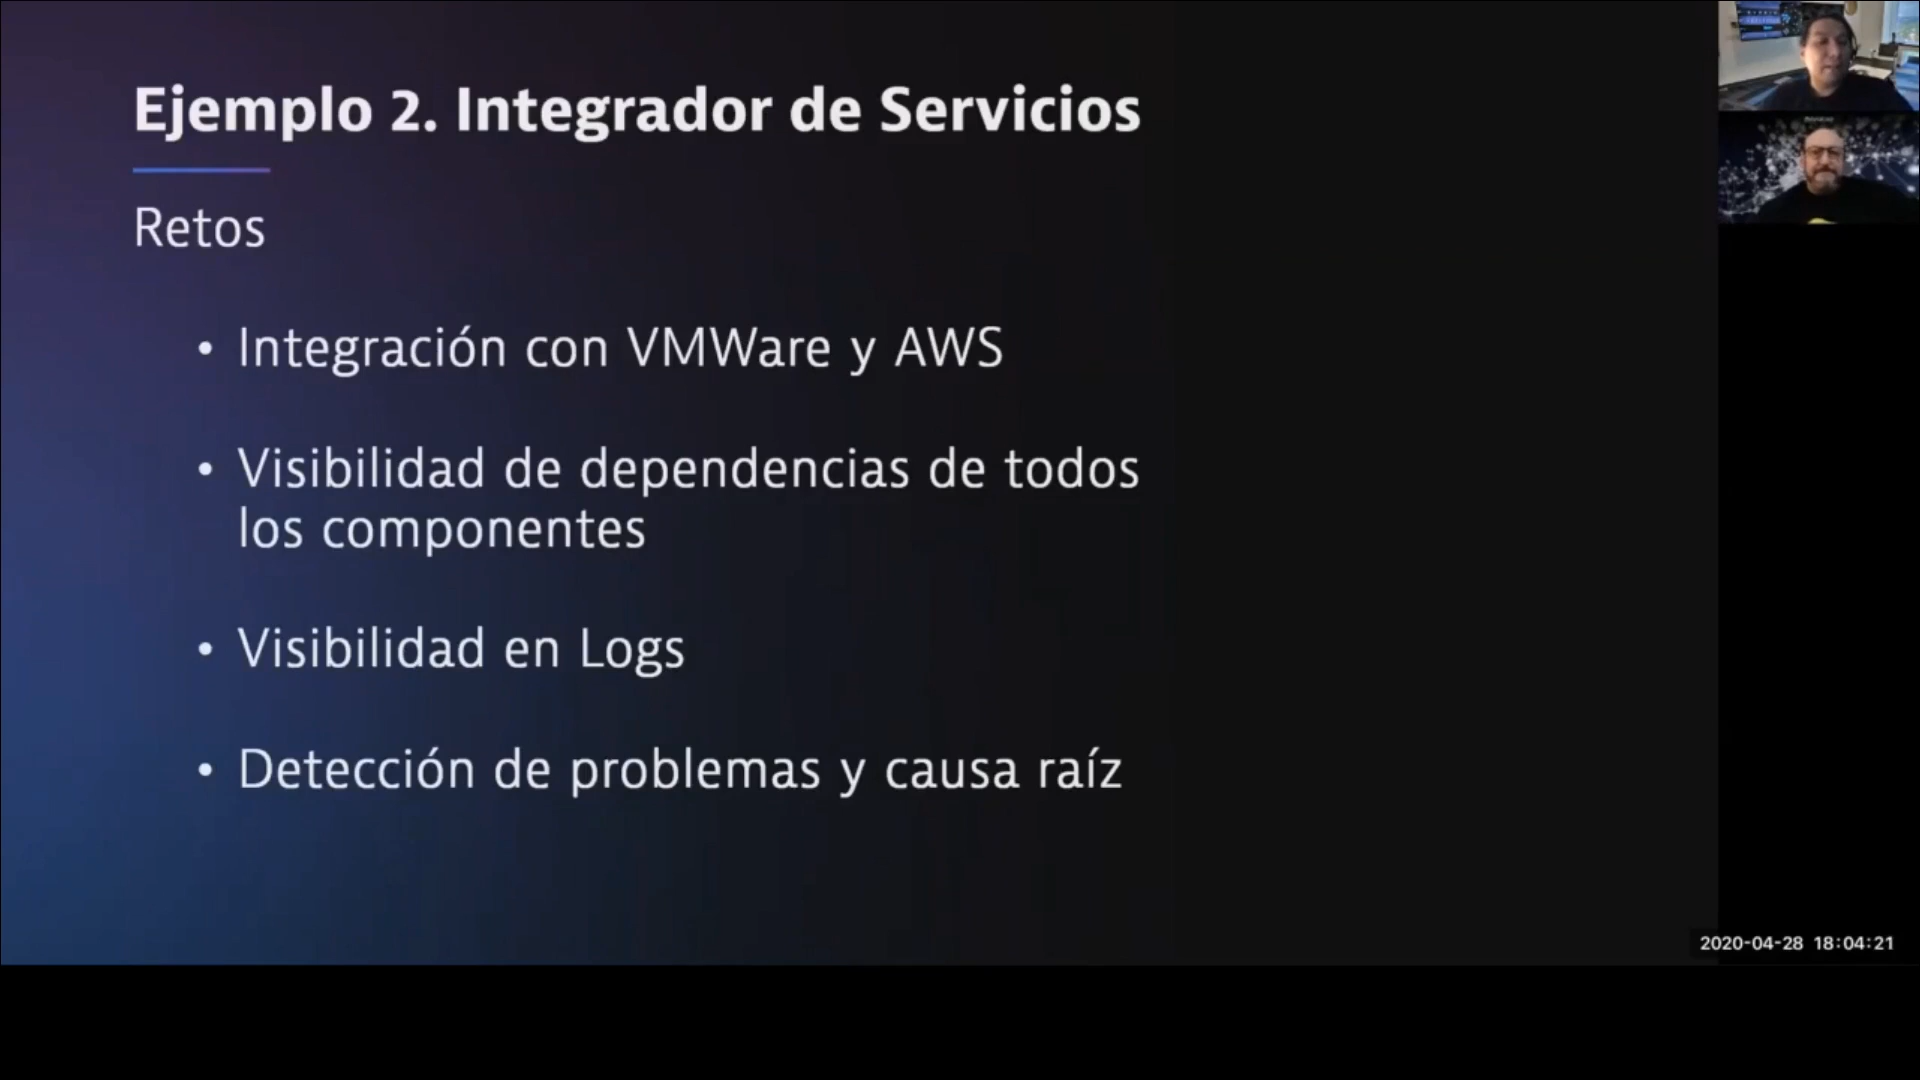 Ejemplo 2. Integrador de Servicios
Retos
• Integración con VMWare y AWS
• Visibilidad de dependencias de todos
los componentes
• Visibilidad en Logs
• Detección de problemas y causa raíz
2020-04-28 18:04:21